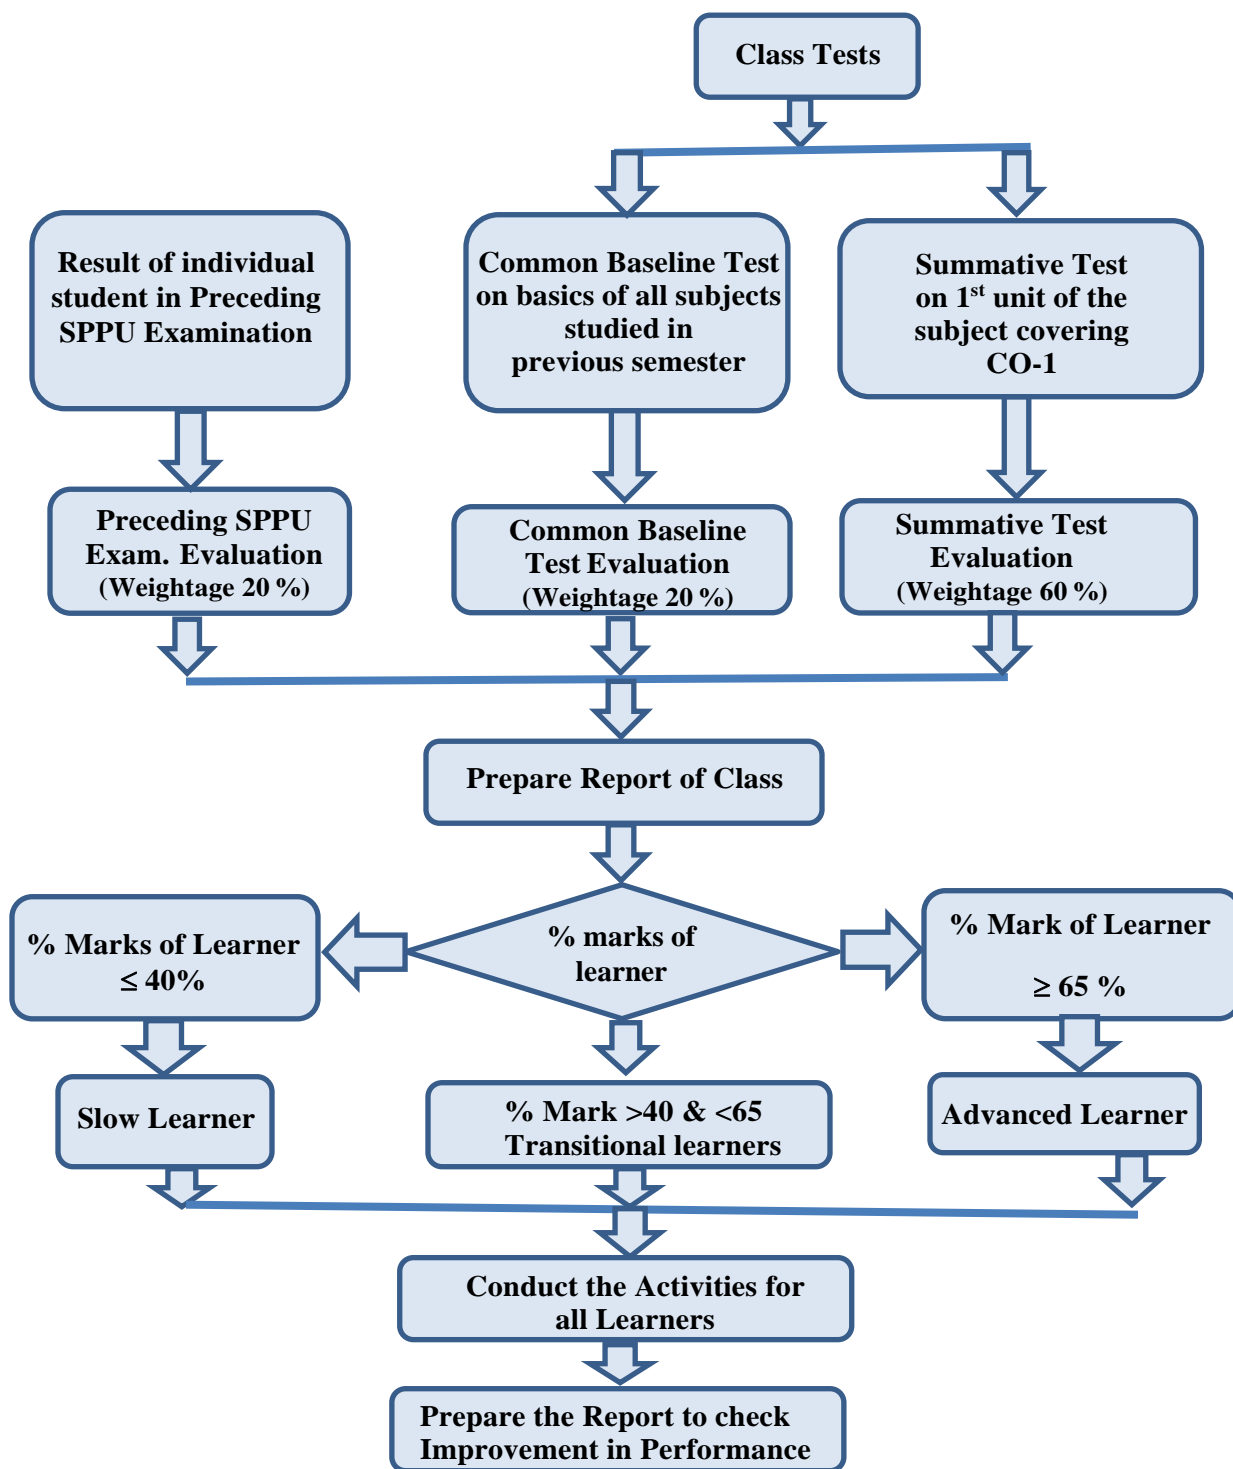 Class Tests
Result of individual
student in Preceding
SPPU Examination
Common Baseline Test
on basics of all subjects
studied in
previous semester
Summative Test
on 1st unit of the
subject covering
CO-1
Preceding SPPU
Exam. Evaluation
(Weightage 20 %)
Common Baseline
Test Evaluation
(Weightage 20 %)
Summative Test
Evaluation
(Weightage 60 %)
Prepare Report of Class
% Marks of Learner
≤ 40%
% marks of
learner
% Mark of Learner
≥ 65 %
Slow Learner
% Mark >40 & <65
Transitional learners
Advanced Learner
Conduct the Activities for
all Learners
Prepare the Report to check
Improvement in Performance